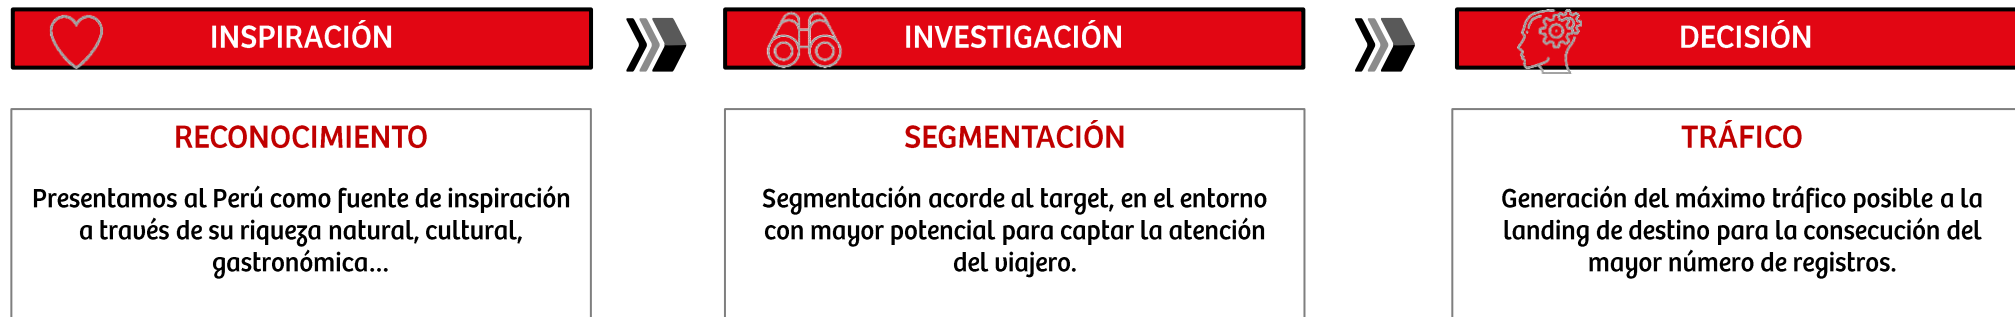 INSPIRACIÓN
INVESTIGACIÓN
DECISIÓN
RECONOCIMIENTO
Presentamos al Perú como fuente de inspiración
a través de su riqueza natural, cultural,
gastronómica...
SEGMENTACIÓN
Segmentación acorde al target, en el entorno
con mayor potencial para captar la atención
del viajero.
TRÁFICO
Generación del máximo tráfico posible a la
landing de destino para la consecución del
mayor número de registros.